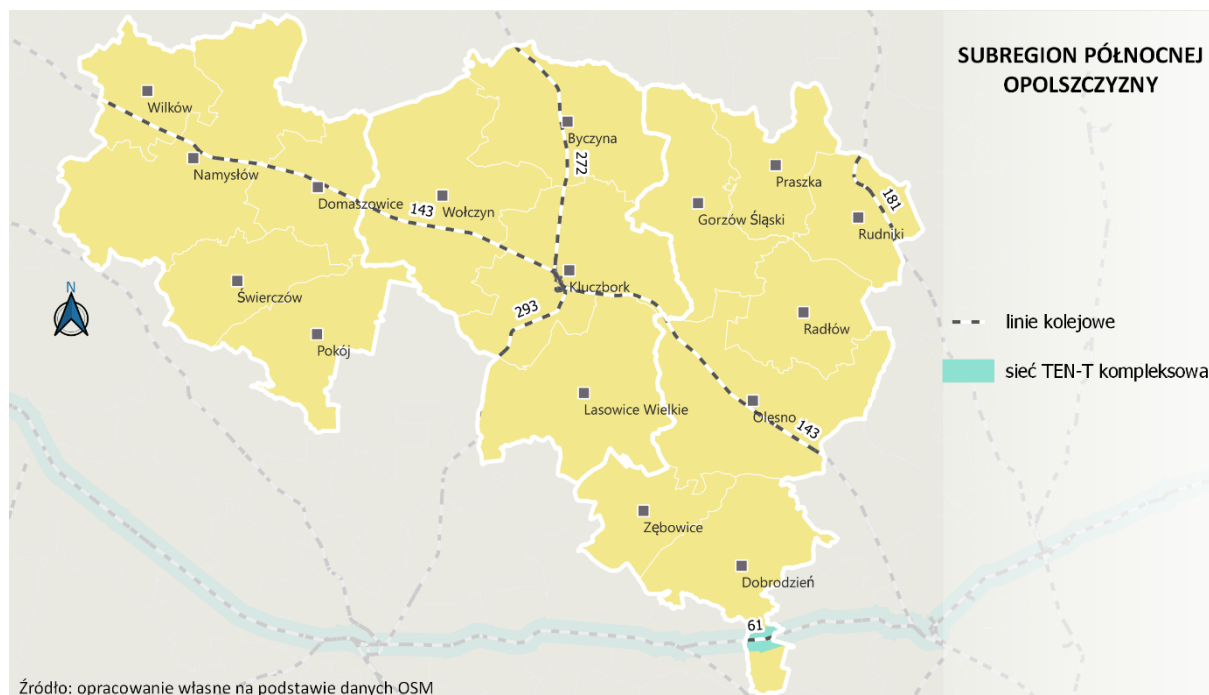 SUBREGION PÓŁNOCNEJ
OPOLSZCZYZNY
Wilków
Byczyna
272
Namysłów
Praszka
Domaszowice
143
Wołczyn
Gorzów Śląski
181
Rudniki
Świerczów
Kluczbork
N
293
Radłów
linie kolejowe
Pokój
sieć TEN-T kompleksowa
Lasowice Wielkie
Olesno
143
Zębowice
Dobrodzień
61
Źródło: opracowanie własne na podstawie danych OSM